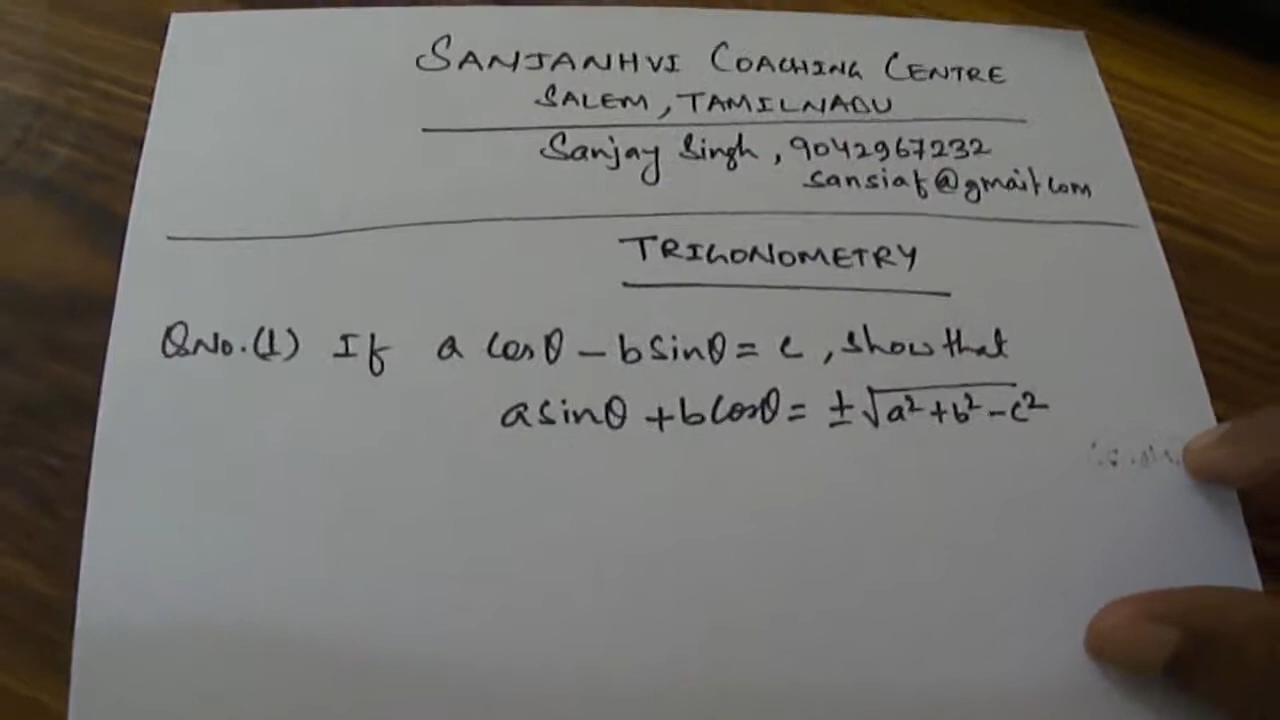 SANJANHVI COACHING CENTRE
SALEM, TAMILNADU
Sanjay Singh, 9042967232
sansiaf@gmail.com
TRIGONOMETRY
QNo.(1) If a cosθ - b sinθ = c, show that
a sinθ + b cosθ = ± √a² + b² - c²